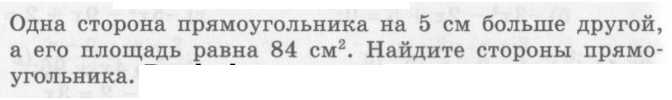 Одна сторона прямоугольника на 5 см больше другой,
а его площадь равна 84 см². Найдите стороны прямо-
угольника.